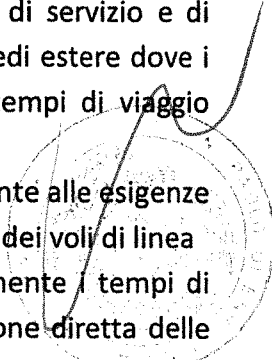 di servizio e di
edi estere dove i
empi di viaggio
nte alle esigenze
dei voli di linea
mente i tempi di
one diretta delle